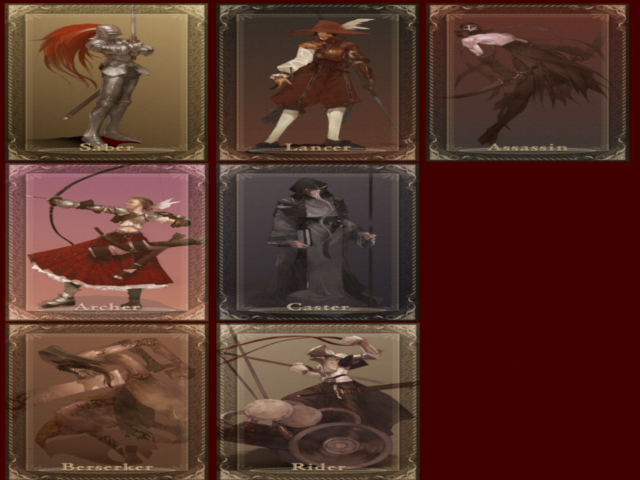 Saber
Lancer
Assassin
Archer
Caster
Berserker
Rider